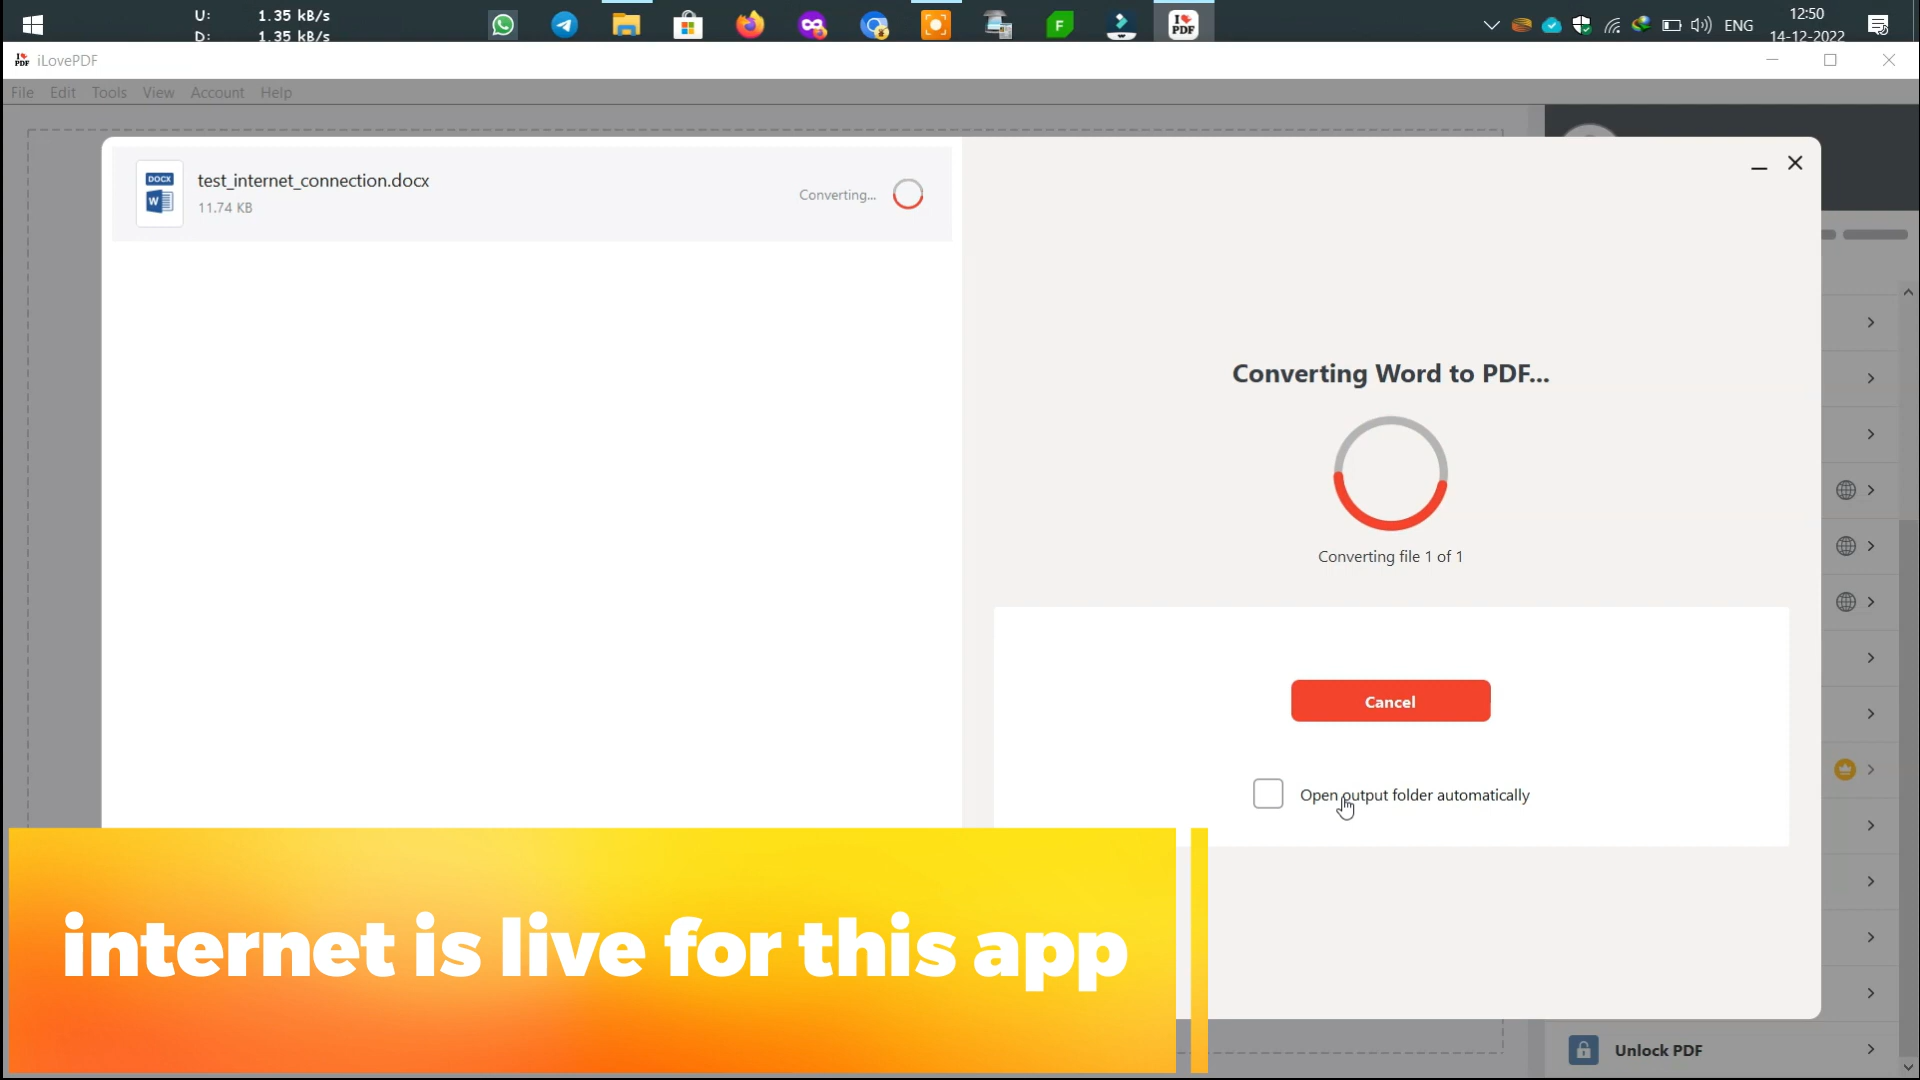 U: 1.35 kB/s
D: 1.35 kB/s
I PDF
ENG
12:50
14-12-2022
iLovePDF
File Edit Tools View Account Help
DOCX
W
test_internet_connection.docx
11.74 KB
Converting...
Converting Word to PDF...
Converting file 1 of 1
Cancel
Open output folder automatically
internet is live for this app
Unlock PDF